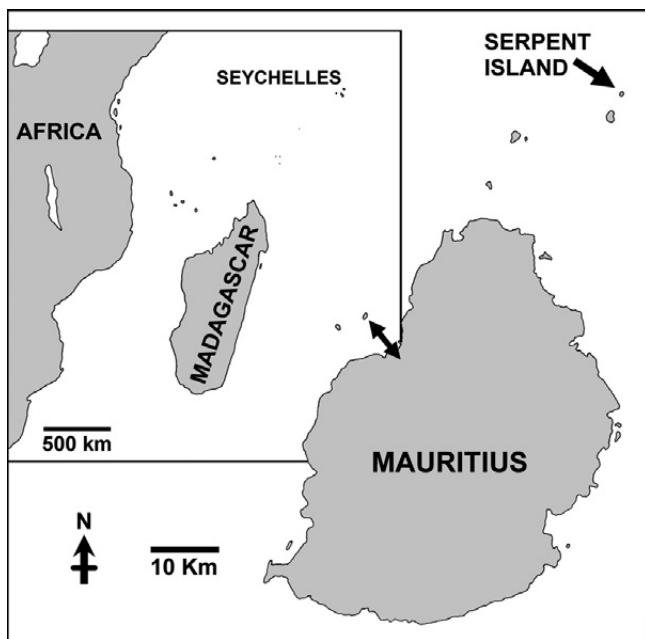 SERPENT
ISLAND
SEYCHELLES
AFRICA
MADAGASCAR
500 km
MAURITIUS
N
10 Km